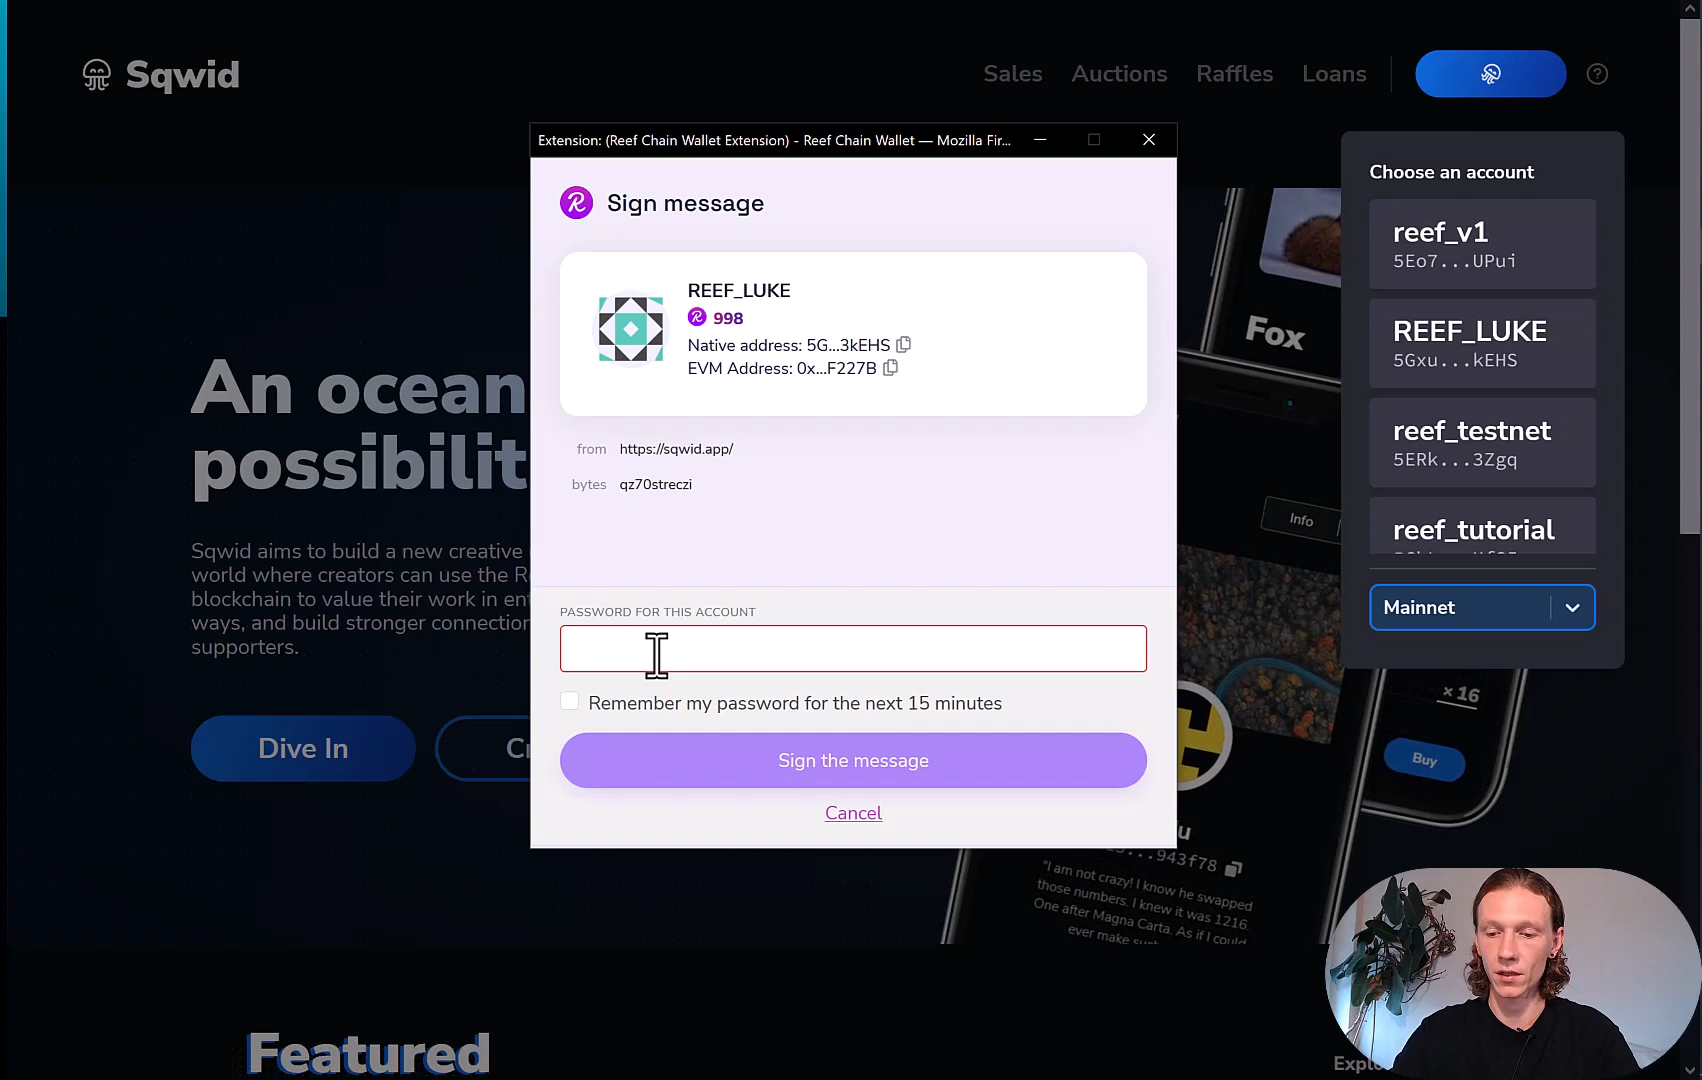 Sqwid
Sales
Auctions
Raffles
Loans
Extension: (Reef Chain Wallet Extension) - Reef Chain Wallet — Mozilla Fir...
Sign message
REEF_LUKE
998
Native address: 5G...3kEHS
EVM Address: 0x...F227B
from https://sqwid.app/
bytes qz70streczi
PASSWORD FOR THIS ACCOUNT
Remember my password for the next 15 minutes
Sign the message
Cancel
Choose an account
reef_v1
5Eo7...UPui
REEF_LUKE
5Gxu...kEHS
reef_testnet
5ERk...3Zgq
reef_tutorial
Mainnet
An ocean
possibilit
Sqwid aims to build a new creative
world where creators can use the R
blockchain to value their work in ent
ways, and build stronger connection
supporters.
Dive In
Cr
Fox
Info
× 16
Buy
...943f78
"I am not crazy! I know he swapped
those numbers. I knew it was 1216.
One after Magna Carta. As if I could
ever make
Featured
Explo